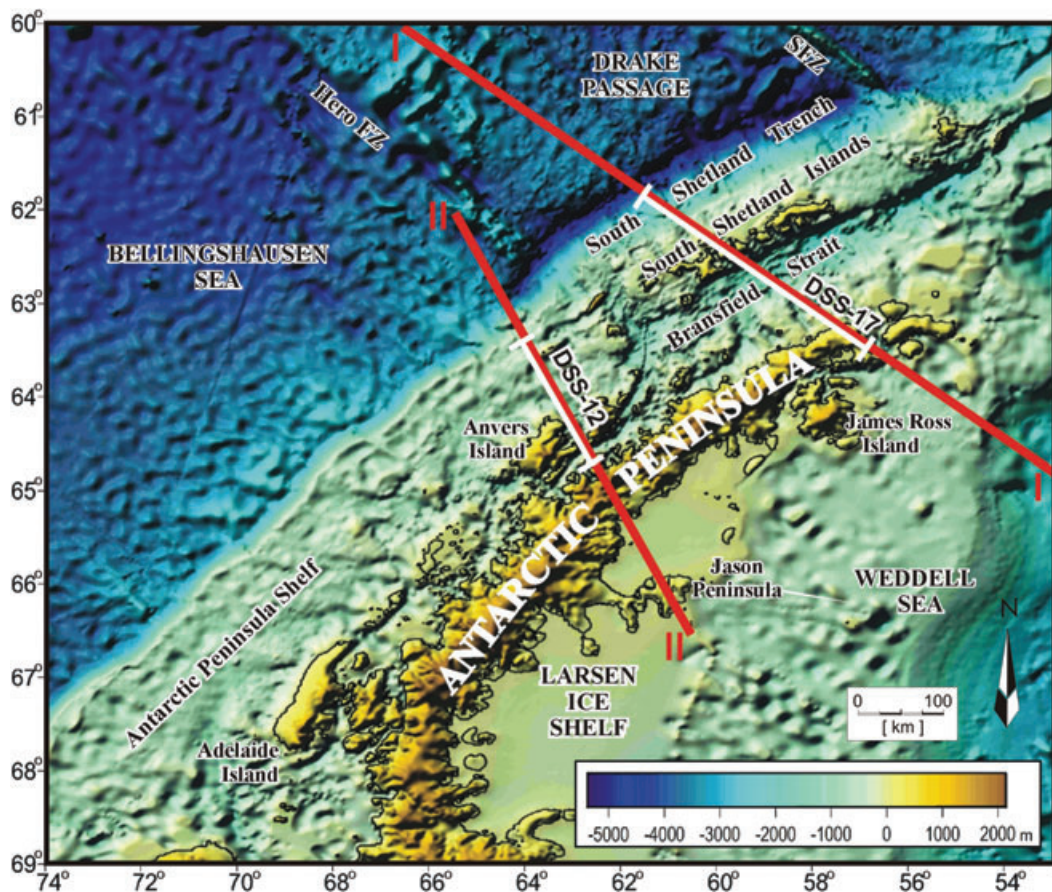 60°
61°
62°
63°
64°
65°
66°
67°
68°
69°
I
DRAKE
PASSAGE
SFZ
Hero FZ
South Shetland Trench
South Shetland Islands
II
BELLINGSHAUSEN
SEA
Bransfield Strait
DSS-17
DSS-12
Anvers
Island
ANTARCTIC PENINSULA
James Ross
Island
I
Jason
Peninsula
WEDDELL
SEA
N
Antarctic Peninsula Shelf
II
LARSEN
ICE
SHELF
0 100
[ km ]
Adelaide
Island
-5000 -4000 -3000 -2000 -1000 0 1000 2000 m
74° 72° 70° 68° 66° 64° 62° 60° 58° 56° 54°